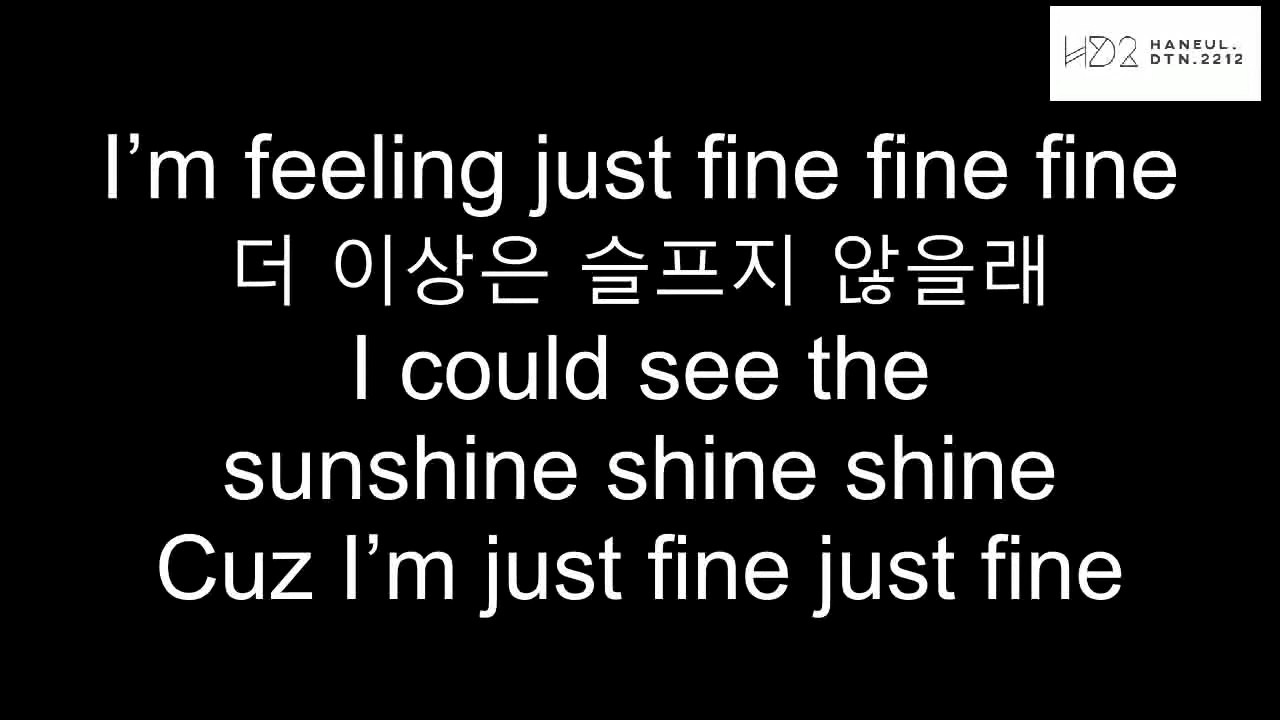 HD2 HANEUL.
DTN.2212
I’m feeling just fine fine fine
더 이상은 슬프지 않을래
I could see the
sunshine shine shine
Cuz I’m just fine just fine